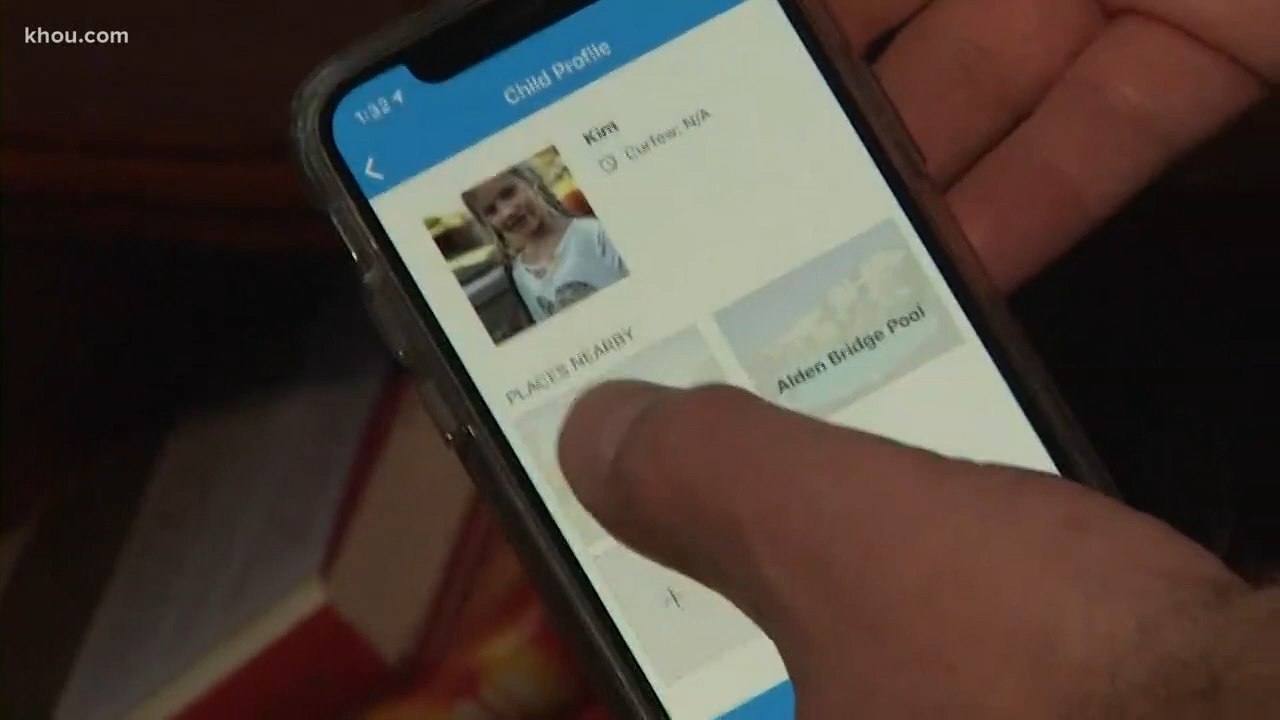 khou.com
1:32
Child Profile
Kim
Curfew: N/A
PLACES NEARBY
Alden Bridge Pool
+